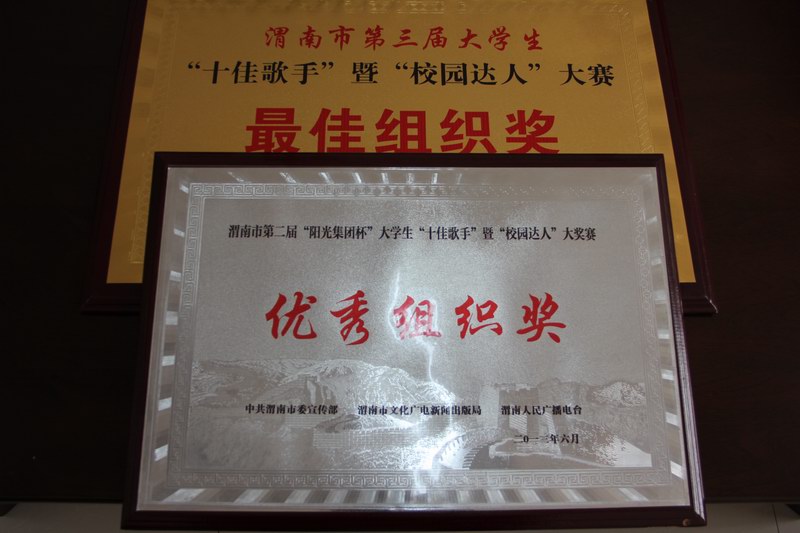 渭南市第三届大学生
“十佳歌手”暨“校园达人”大赛
最佳组织奖
渭南市第二届“阳光集团杯”大学生“十佳歌手”暨“校园达人”大奖赛
优秀组织奖
中共渭南市委宣传部 渭南市文化广电新闻出版局 渭南人民广播电台
二〇一三年六月